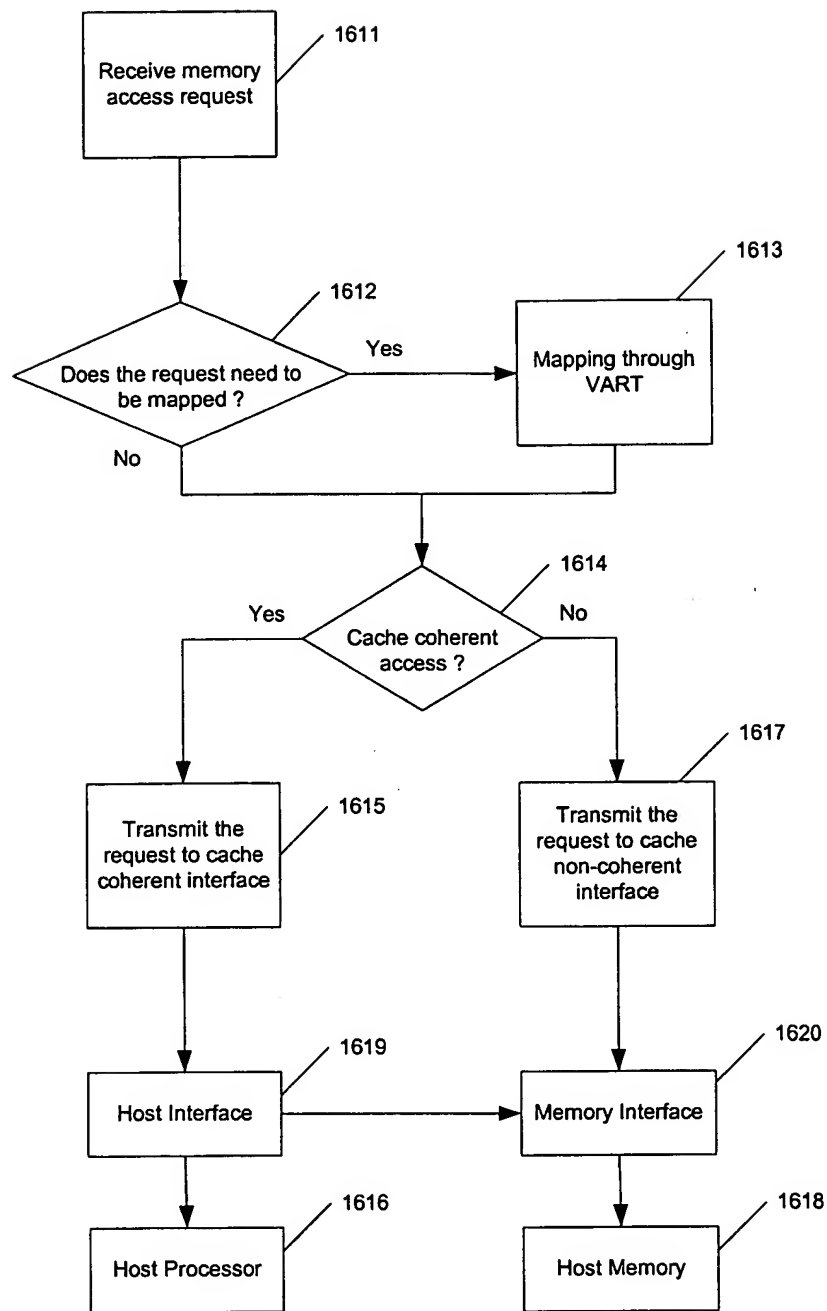 1611
Receive memory
access request
1612
1613
Does the request need to
be mapped ?
Yes
Mapping through
VART
No
1614
Yes
No
Cache coherent
access ?
1615
1617
Transmit the
request to cache
coherent interface
Transmit the
request to cache
non-coherent
interface
1619
1620
Host Interface
Memory Interface
1616
1618
Host Processor
Host Memory